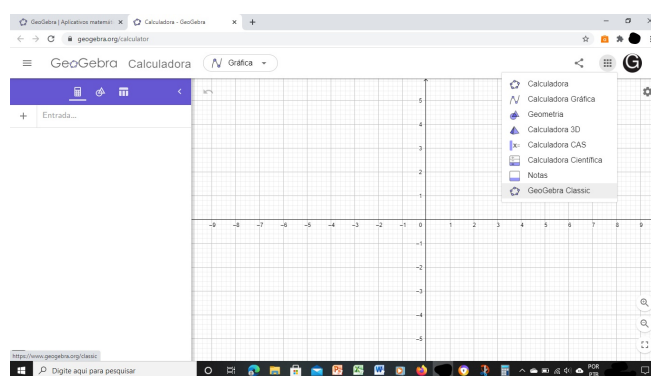 GeoGebra | Aplicativos matemáti
Calculadora - GeoGebra
geogebra.org/calculator
GeoGebra Calculadora
Gráfica
G
Calculadora
Calculadora Gráfica
Geometria
Calculadora 3D
Calculadora CAS
Calculadora Científica
Notas
GeoGebra Classic
Entrada...
5
4
3
2
1
-9 -8 -7 -6 -5 -4 -3 -2 -1 0 1 2 3 4 5 6 7 8 9
-1
-2
-3
-4
-5
https://www.geogebra.org/classic
Digite aqui para pesquisar
POR
PTB